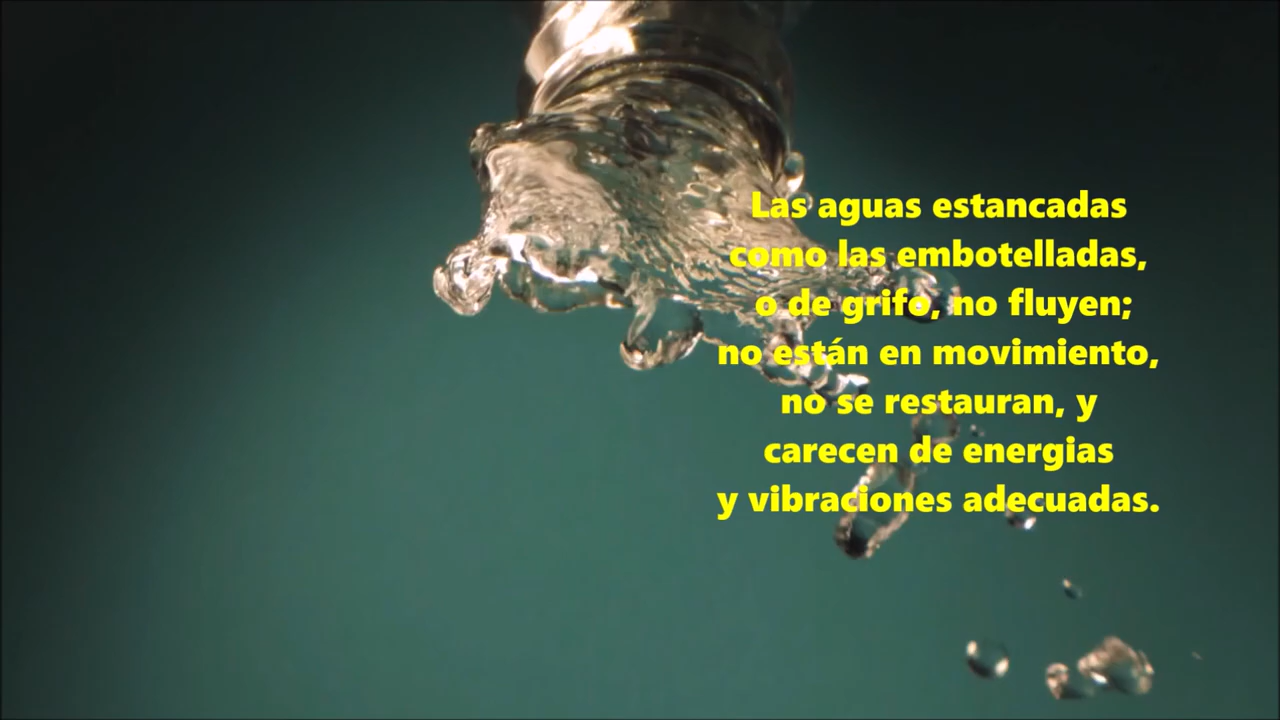 Las aguas estancadas
como las embotelladas,
o de grifo, no fluyen;
no están en movimiento,
no se restauran, y
carecen de energias
y vibraciones adecuadas.